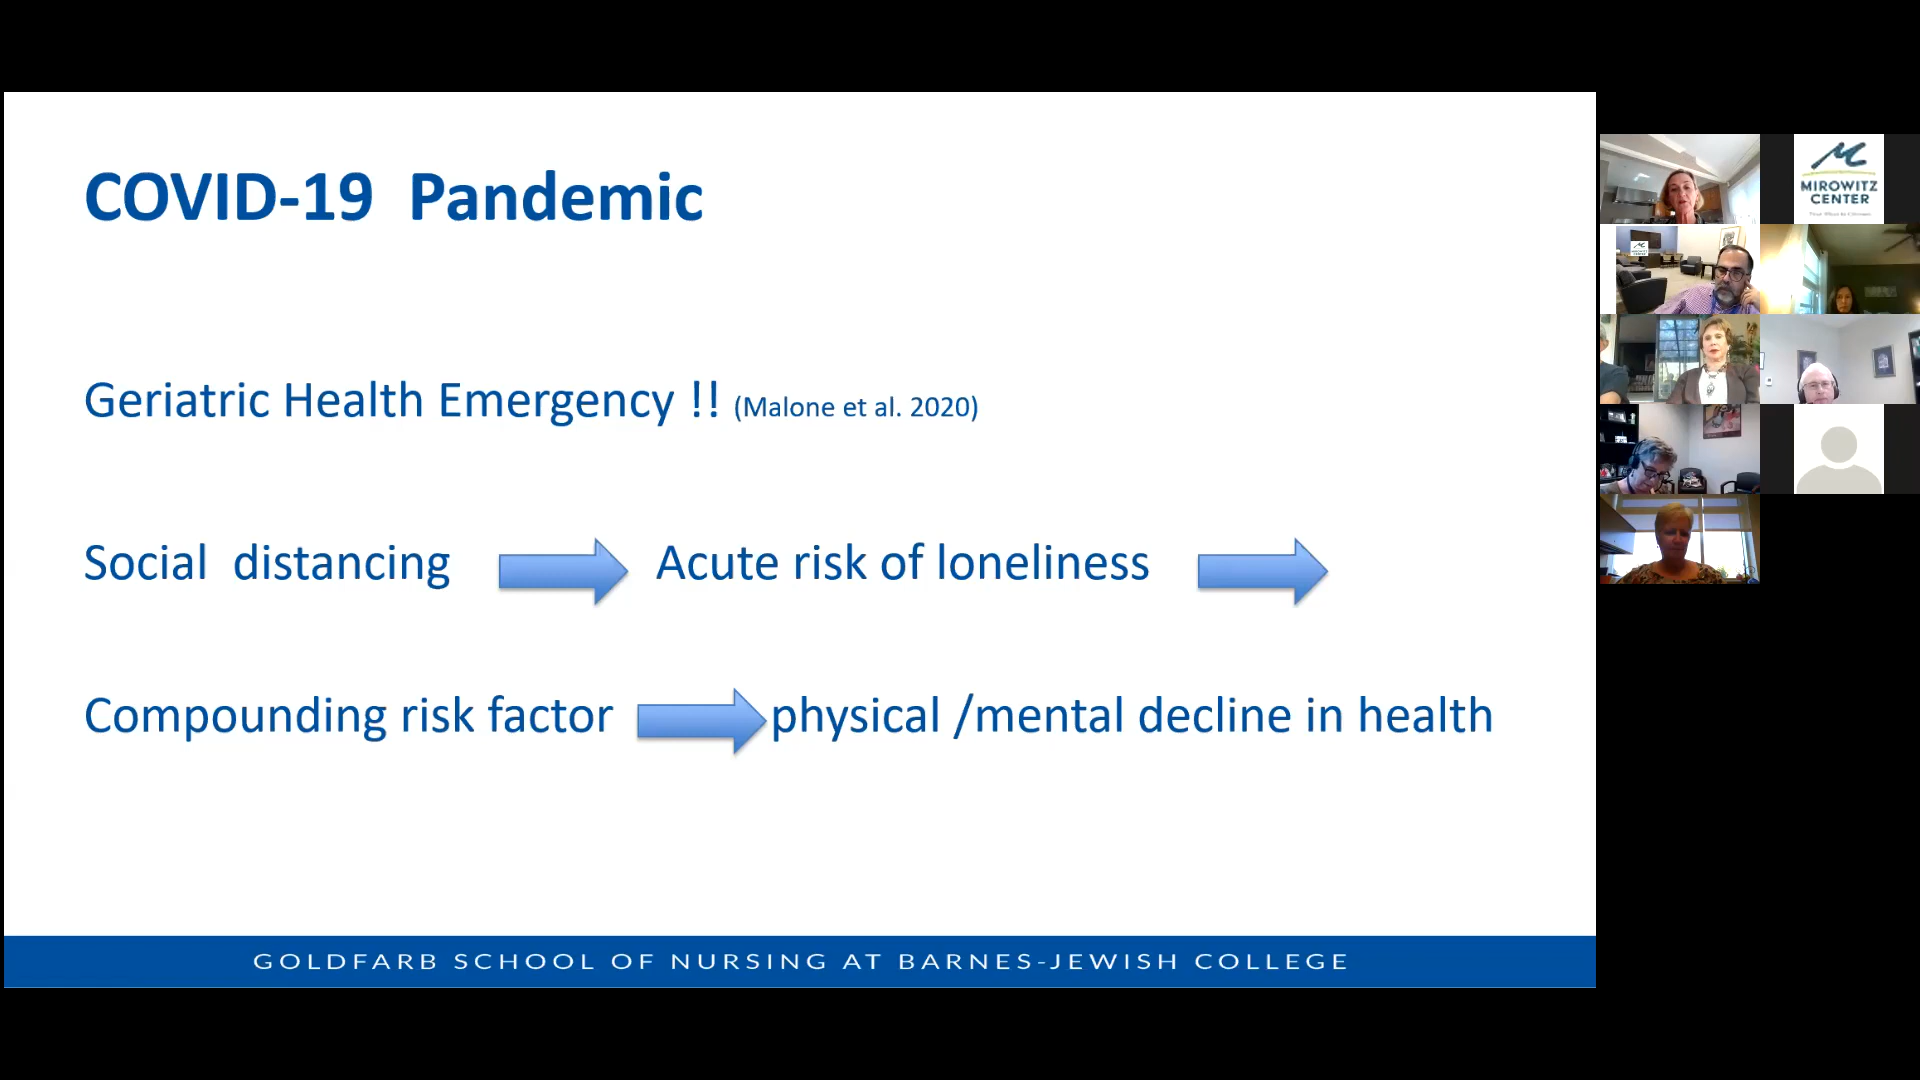 COVID-19 Pandemic
Geriatric Health Emergency !! (Malone et al. 2020)
Social distancing Acute risk of loneliness
Compounding risk factor physical /mental decline in health
GOLDFARB SCHOOL OF NURSING AT BARNES-JEWISH COLLEGE
MIROWITZ
CENTER